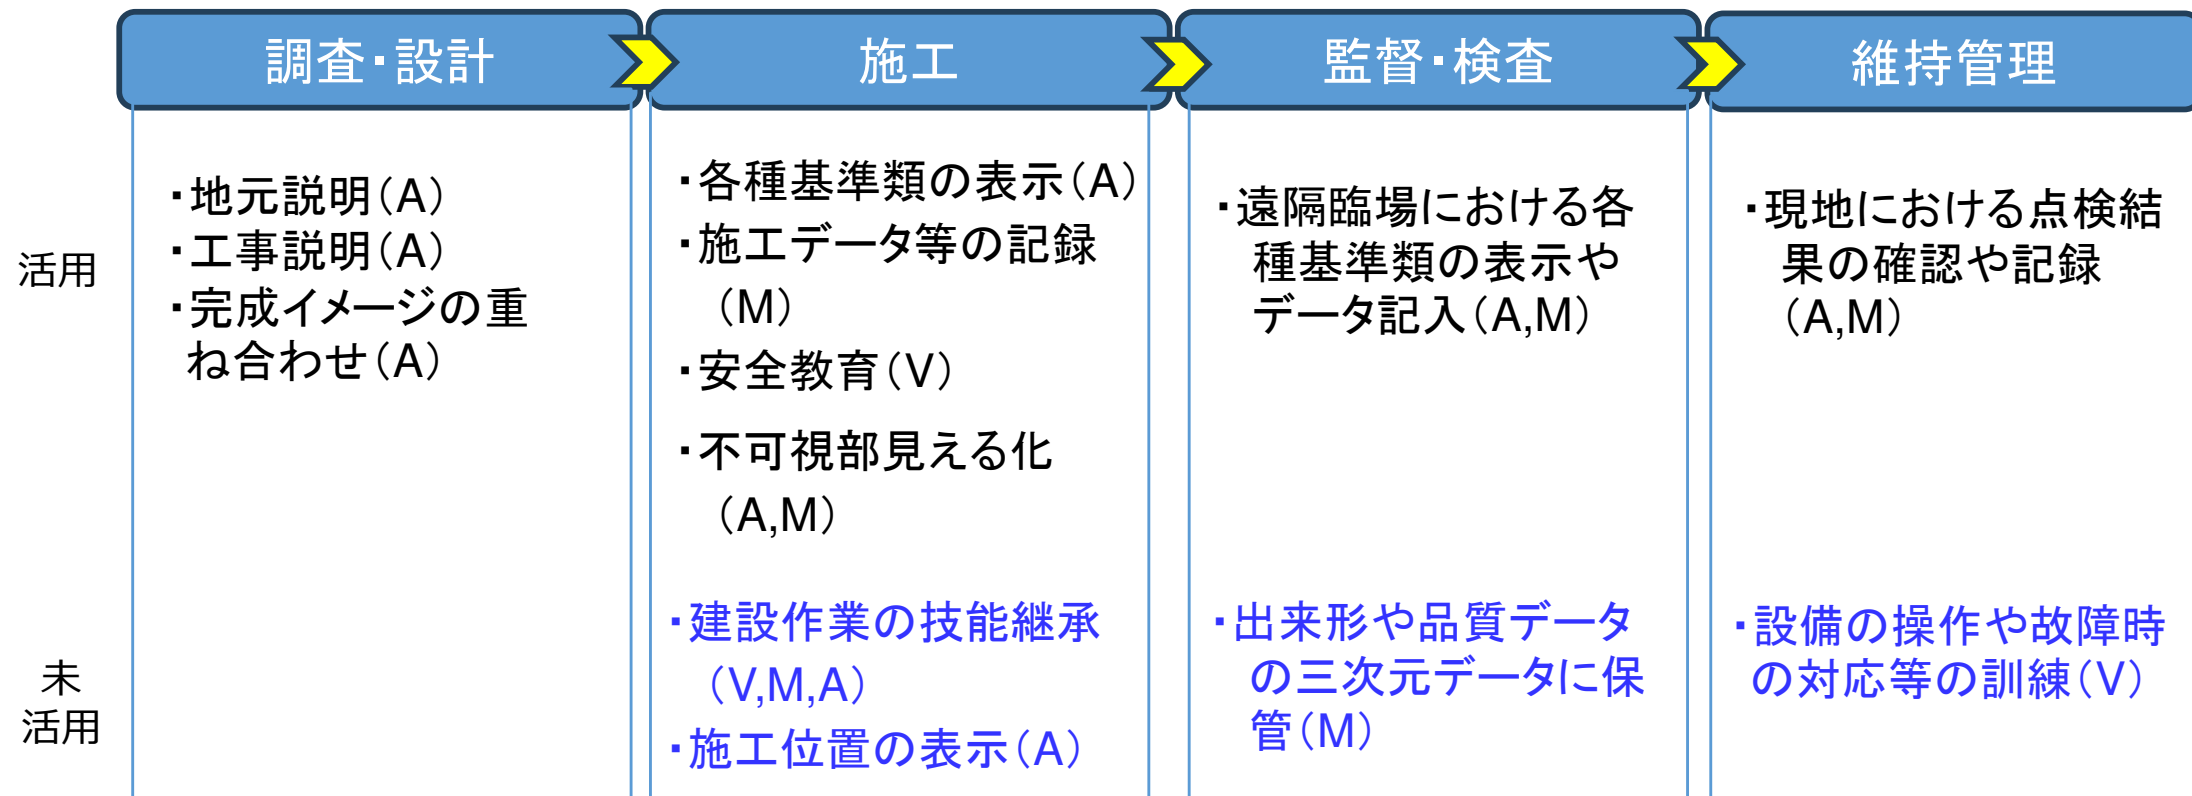 調査・設計
施工
監督・検査
維持管理
活用
・地元説明(A)
・工事説明(A)
・完成イメージの重
ね合わせ(A)
・各種基準類の表示(A)
・施工データ等の記録
(M)
・安全教育(V)
・不可視部見える化
(A,M)
・遠隔臨場における各
種基準類の表示や
データ記入(A,M)
・現地における点検結
果の確認や記録
(A,M)
未
活用
・建設作業の技能継承
(V,M,A)
・施工位置の表示(A)
・出来形や品質データ
の三次元データに保
管(M)
・設備の操作や故障時
の対応等の訓練(V)